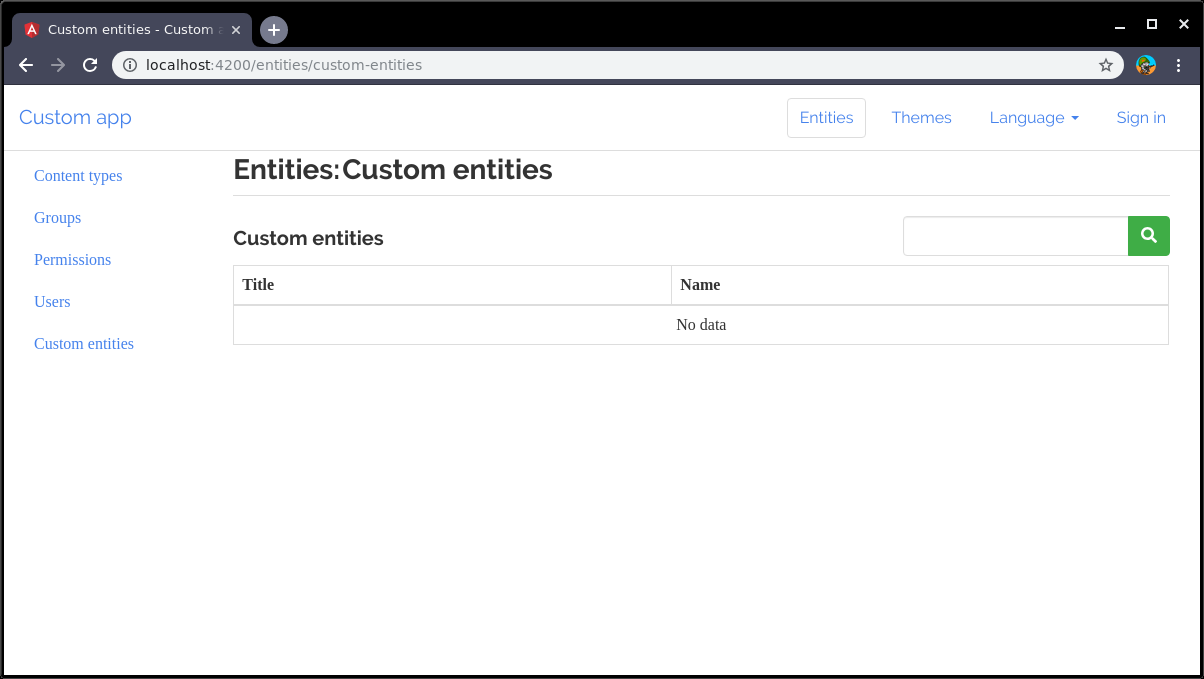 Custom entities - Custom a
localhost:4200/entities/custom-entities
Custom app
Entities
Themes
Language
Sign in
Content types
Groups
Permissions
Users
Custom entities
Entities: Custom entities
Custom entities
Title Name
No data